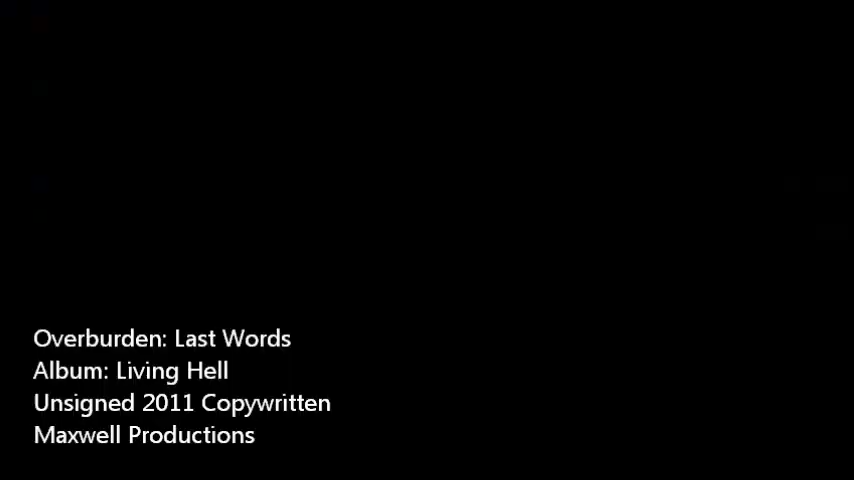 Overburden: Last Words
Album: Living Hell
Unsigned 2011 Copywritten
Maxwell Productions